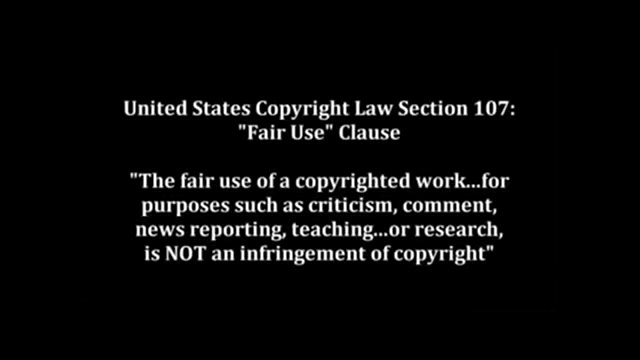 United States Copyright Law Section 107:
"Fair Use" Clause
"The fair use of a copyrighted work...for
purposes such as criticism, comment,
news reporting, teaching...or research,
is NOT an infringement of copyright"